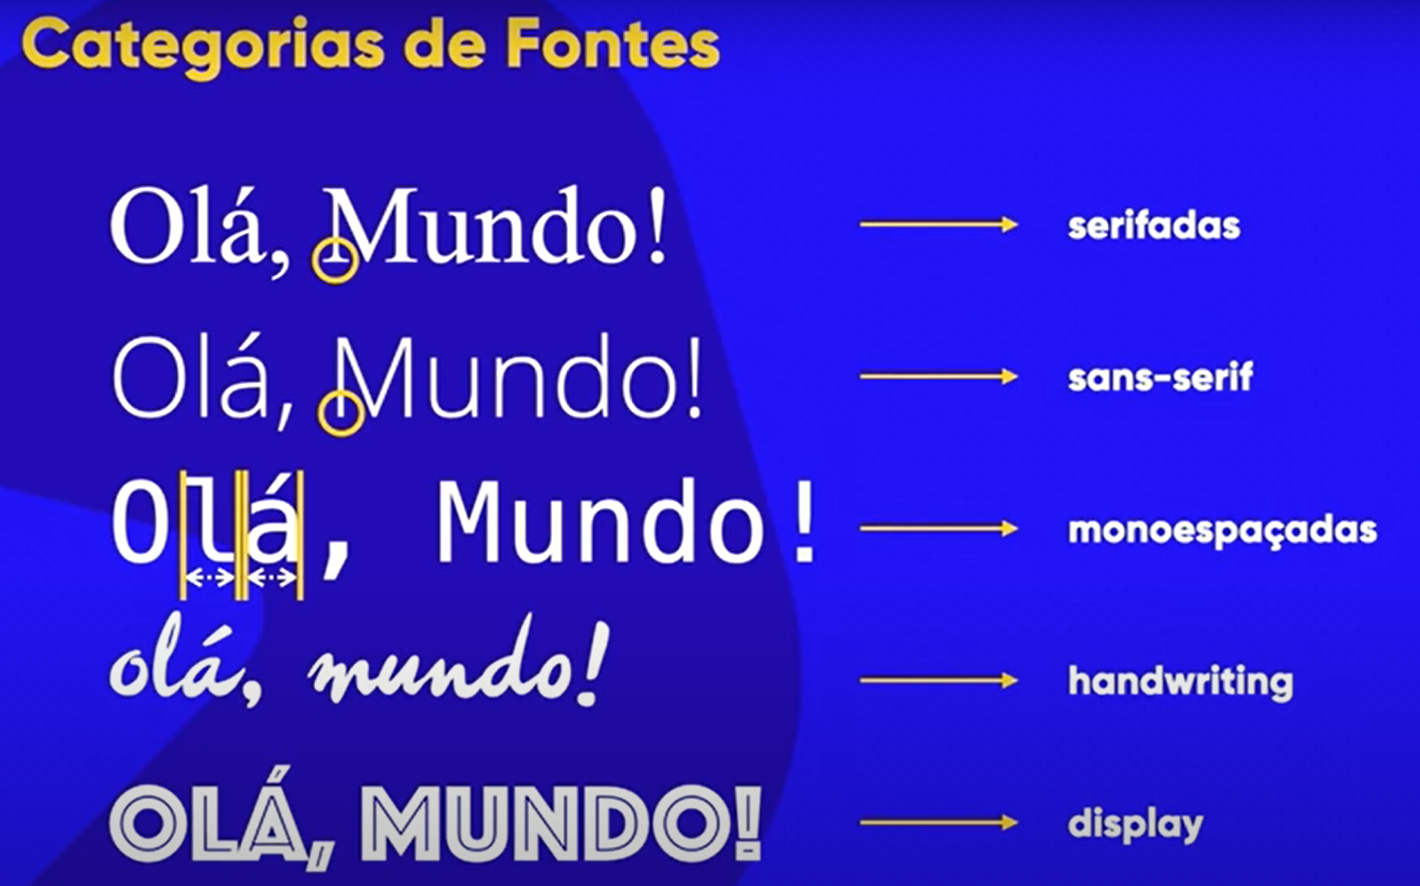 Categorias de Fontes
Olá, Mundo! serifadas
Olá, Mundo! sans-serif
Olá, Mundo! monoespaçadas
olá, mundo! handwriting
OLÁ, MUNDO! display